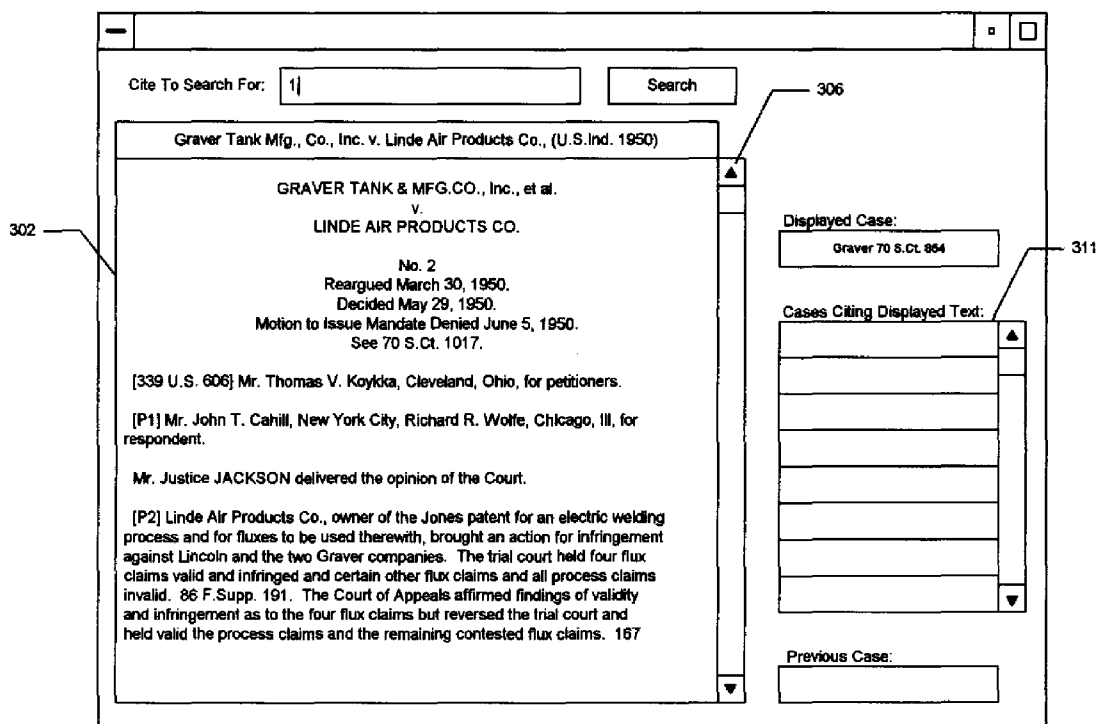 Cite To Search For:
1
Search
306
Graver Tank Mfg., Co., Inc. v. Linde Air Products Co., (U.S.Ind. 1950)
GRAVER TANK & MFG.CO., Inc., et al.
v.
LINDE AIR PRODUCTS CO.
302
No. 2
Reargued March 30, 1950.
Decided May 29, 1950.
Motion to Issue Mandate Denied June 5, 1950.
See 70 S.Ct. 1017.
[339 U.S. 606] Mr. Thomas V. Koykka, Cleveland, Ohio, for petitioners.
[P1] Mr. John T. Cahill, New York City, Richard R. Wolfe, Chicago, Ill, for
respondent.
Mr. Justice JACKSON delivered the opinion of the Court.
[P2] Linde Air Products Co., owner of the Jones patent for an electric welding
process and for fluxes to be used therewith, brought an action for infringement
against Lincoln and the two Graver companies. The trial court held four flux
claims valid and infringed and certain other flux claims and all process claims
invalid. 86 F.Supp. 191. The Court of Appeals affirmed findings of validity
and infringement as to the four flux claims but reversed the trial court and
held valid the process claims and the remaining contested flux claims. 167
Displayed Case:
Graver 70 S.Ct. 864
311
Cases Citing Displayed Text:
Previous Case: